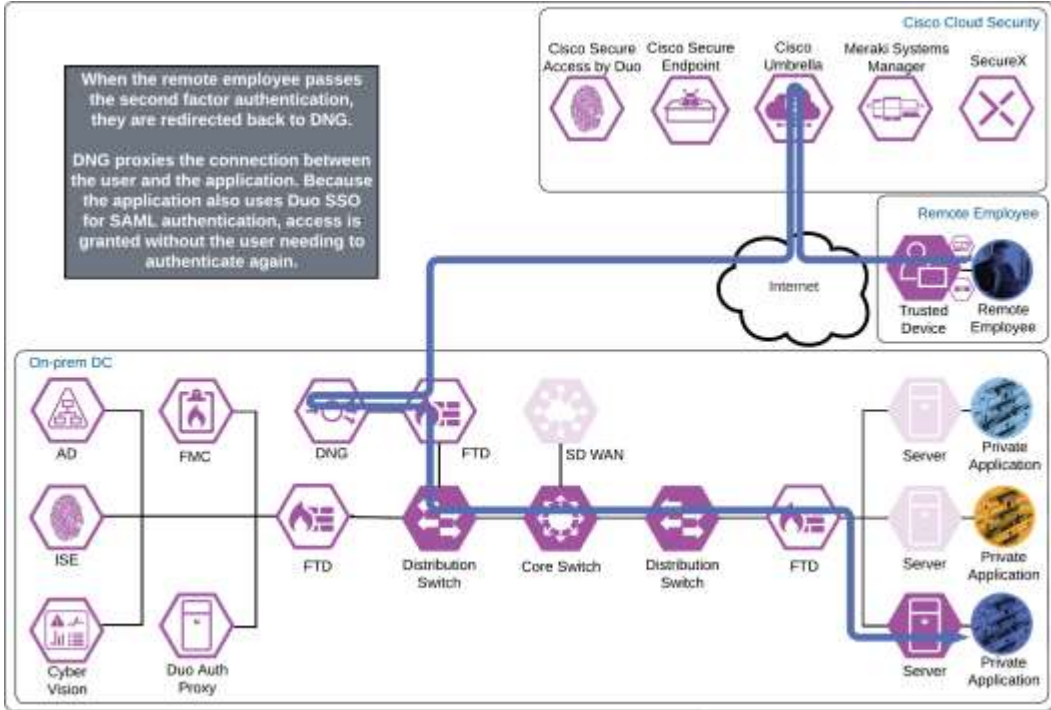 Cisco Cloud Security
Cisco Secure
Access by Duo
Cisco Secure
Endpoint
Cisco
Umbrella
Meraki Systems
Manager
SecureX
When the remote employee passes
the second factor authentication,
they are redirected back to DNG.
DNG proxies the connection between
the user and the application. Because
the application also uses Duo SSO
for SAML authentication, access is
granted without the user needing to
authenticate again.
Remote Employee
Internet
Trusted
Device
Remote
Employee
On-prem DC
AD
FMC
DNG
FTD
SD WAN
Server
Private
Application
ISE
FTD
Distribution
Switch
Core Switch
Distribution
Switch
FTD
Server
Private
Application
Cyber
Vision
Duo Auth
Proxy
Server
Private
Application